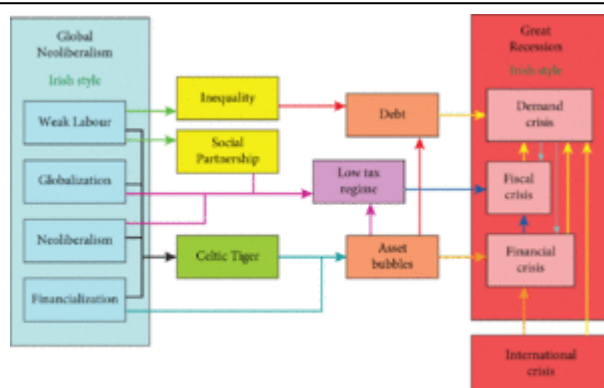 Global
Neoliberalism
Irish style
Weak Labour
Globalization
Neoliberalism
Financialization
Inequality
Social
Partnership
Celtic Tiger
Low tax
regime
Debt
Asset
bubbles
Great
Recession
Irish style
Demand
crisis
Fiscal
crisis
Financial
crisis
International
crisis